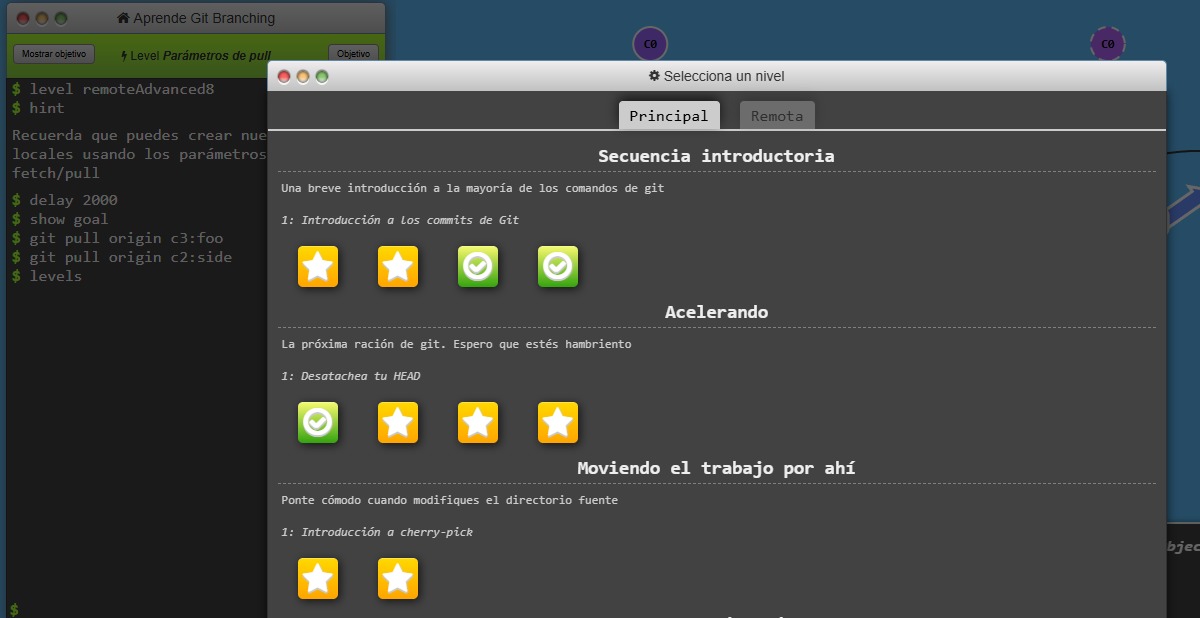 Aprende Git Branching
Mostrar objetivo
Level Parámetros de pull
Objetivo
$ level remoteAdvanced8
$ hint
Recuerda que puedes crear nue
locales usando los parámetros
fetch/pull
$ delay 2000
$ show goal
$ git pull origin c3:foo
$ git pull origin c2:side
$ levels
$
C0
C0
Selecciona un nivel
Principal
Remota
Secuencia introductoria
Una breve introducción a la mayoría de los comandos de git
1: Introducción a los commits de Git
Acelerando
La próxima ración de git. Espero que estés hambriento
1: Desatachea tu HEAD
Moviendo el trabajo por ahí
Ponte cómodo cuando modifiques el directorio fuente
1: Introducción a cherry-pick
bjec